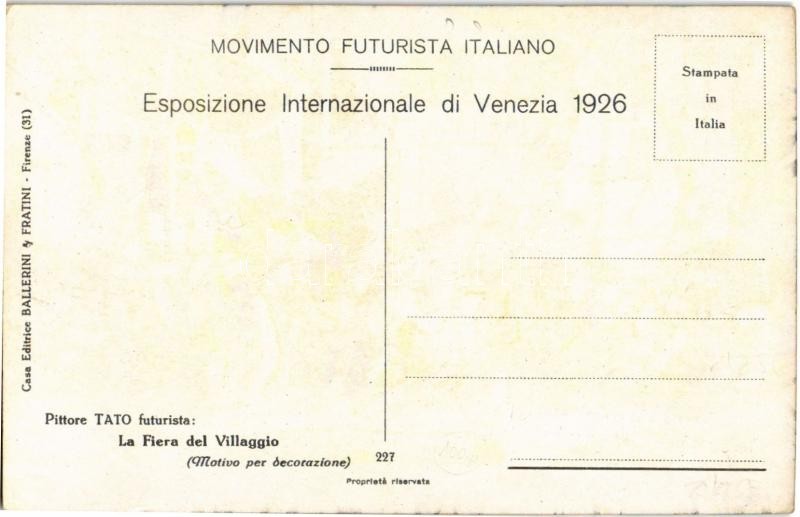 MOVIMENTO FUTURISTA ITALIANO
Esposizione Internazionale di Venezia 1926
Stampata
in
Italia
Casa Editrice BALLERINI & FRATINI - Firenze (31)
Pittore TATO futurista:
La Fiera del Villaggio
(Motivo per decorazione)
227
Proprietà riservata